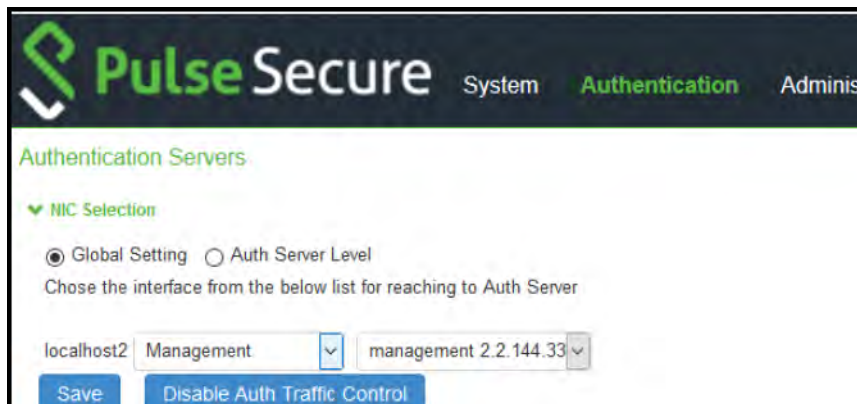 Pulse Secure System Authentication Adminis
Authentication Servers
NIC Selection
Global Setting Auth Server Level
Chose the interface from the below list for reaching to Auth Server
localhost2 Management management 2.2.144.33
Save Disable Auth Traffic Control